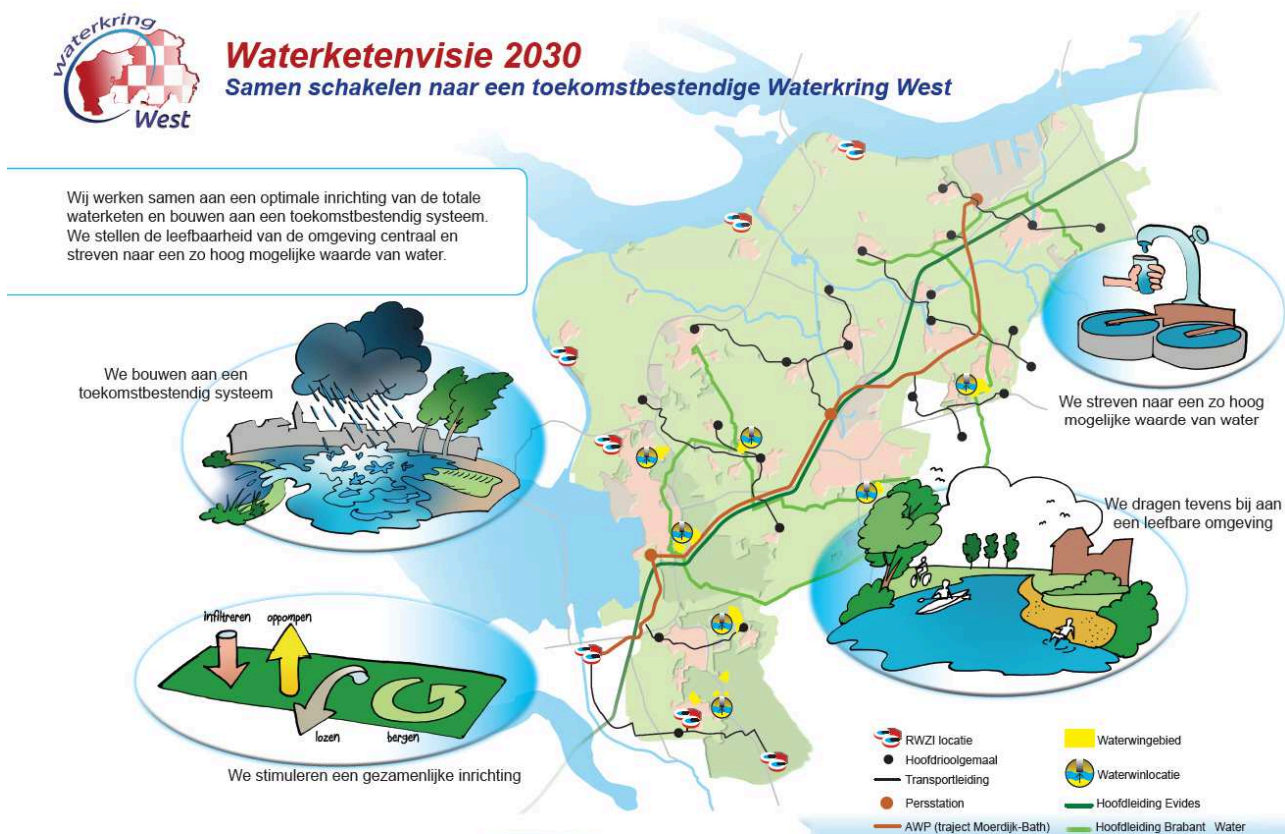 waterkring
West
Waterketenvisie 2030
Samen schakelen naar een toekomstbestendige Waterkring West
Wij werken samen aan een optimale inrichting van de totale
waterketen en bouwen aan een toekomstbestendig systeem.
We stellen de leefbaarheid van de omgeving centraal en
streven naar een zo hoog mogelijke waarde van water.
We bouwen aan een
toekomstbestendig systeem
We streven naar een zo hoog
mogelijke waarde van water
We dragen tevens bij aan
een leefbare omgeving
infiltreren oppompen
lozen bergen
We stimuleren een gezamenlijke inrichting
RWZI locatie
Hoofdrioolgemaal
Transportleiding
Persstation
AWP (traject Moerdijk-Bath)
Waterwingebied
Waterwinlocatie
Hoofdleiding Evides
Hoofdleiding Brabant Water